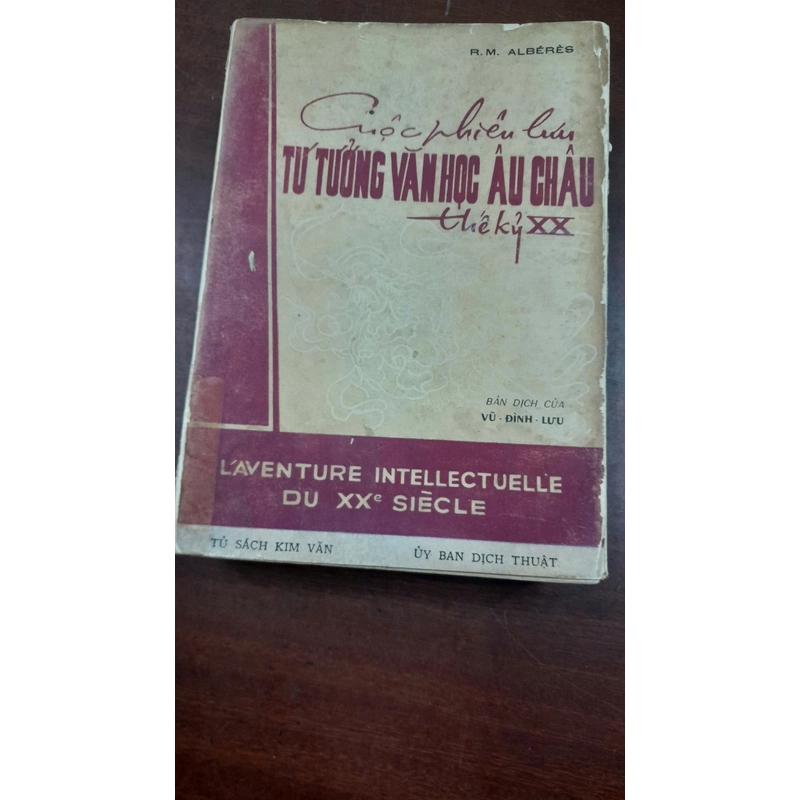 R.M. ALBÉRÈS
Cuộc phiêu lưu
TƯ TƯỞNG VĂN HỌC ÂU CHÂU
thế kỷ XX
BẢN DỊCH CỦA
VŨ - ĐÌNH - LƯU
L'AVENTURE INTELLECTUELLE
DU XXe SIÈCLE
TỦ SÁCH KIM VĂN ỦY BAN DỊCH THUẬT